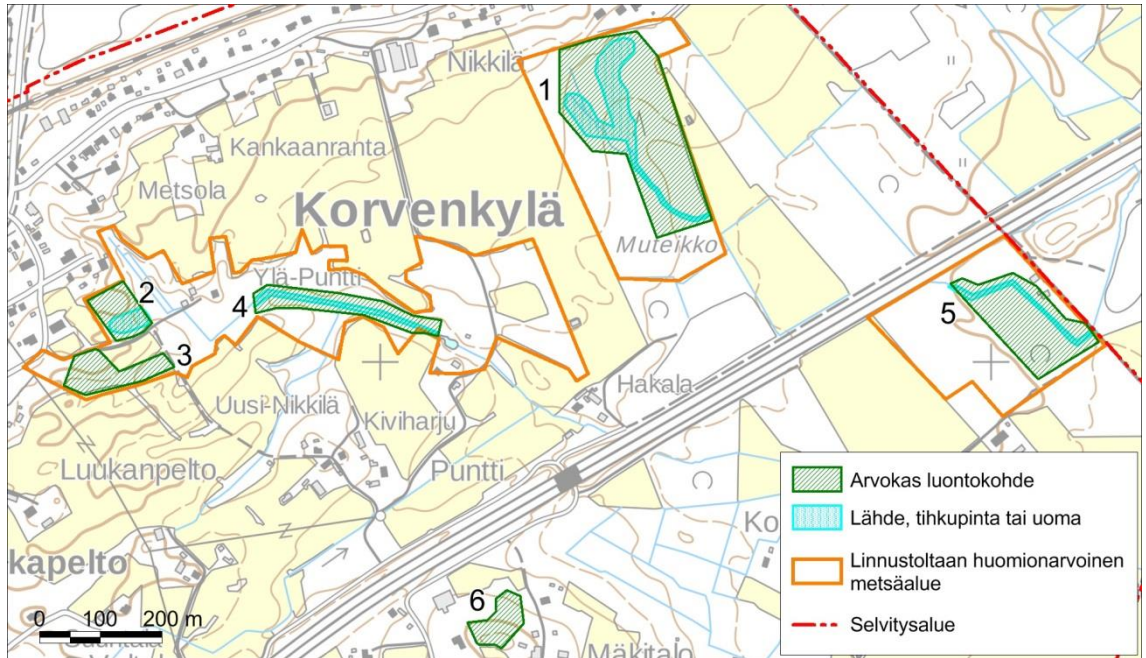 Nikkilä
1
Kankaanranta
Metsola
Korvenkylä
Muteikko
Ylä-Puntti
2
4
5
3
Hakala
Uusi-Nikkilä
Kiviharju
Luukanpelto
Puntti
Arvokas luontokohde
Lähde, tihkupinta tai uoma
Ko
kapelto
Linnustoltaan huomionarvoinen
metsäalue
6
0 100 200 m
Selvitysalue
Mäkitalo